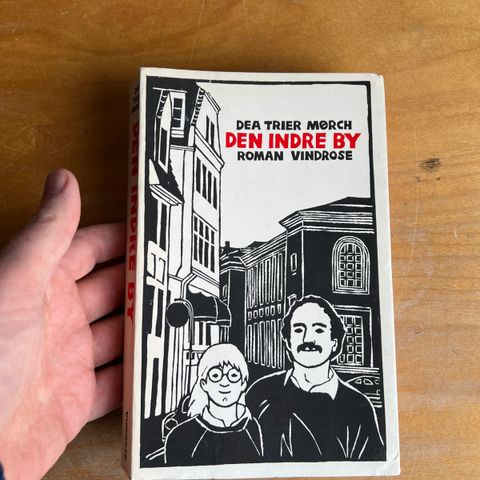 DEA TRIER MØRCH
DEN INDRE BY
ROMAN VINDROSE
DEN INDRE BY